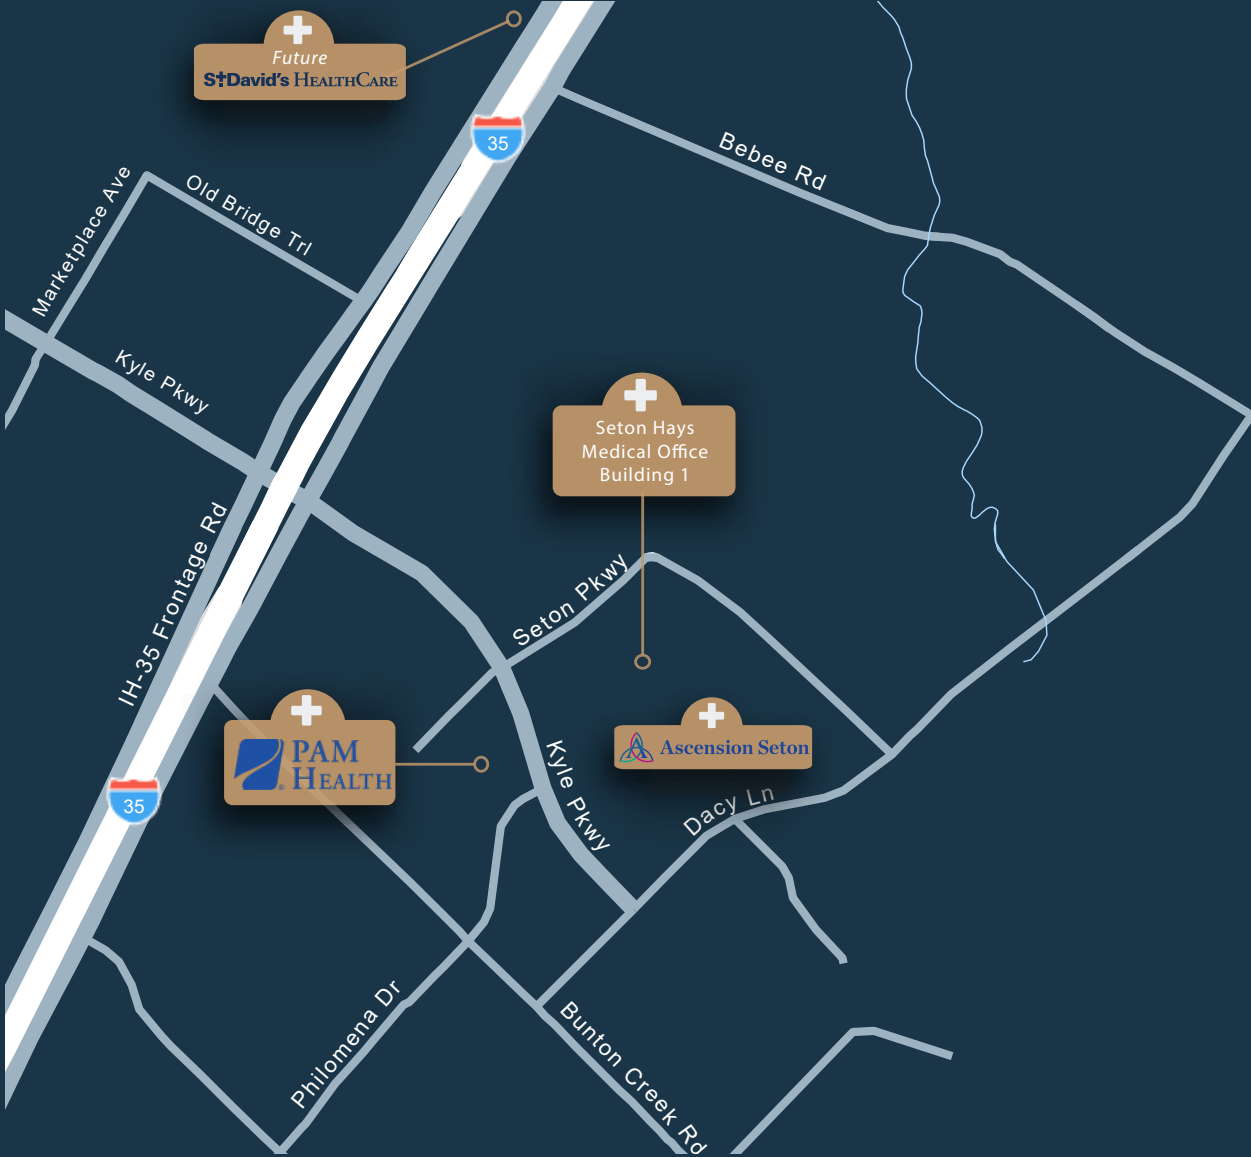 Future
St David's HealthCare
35
Bebee Rd
Marketplace Ave
Old Bridge Trl
Kyle Pkwy
Seton Hays
Medical Office
Building 1
IH-35 Frontage Rd
Seton Pkwy
PAM
Health
Ascension Seton
Kyle Pkwy
35
Dacy Ln
Philomena Dr
Bunton Creek Rd